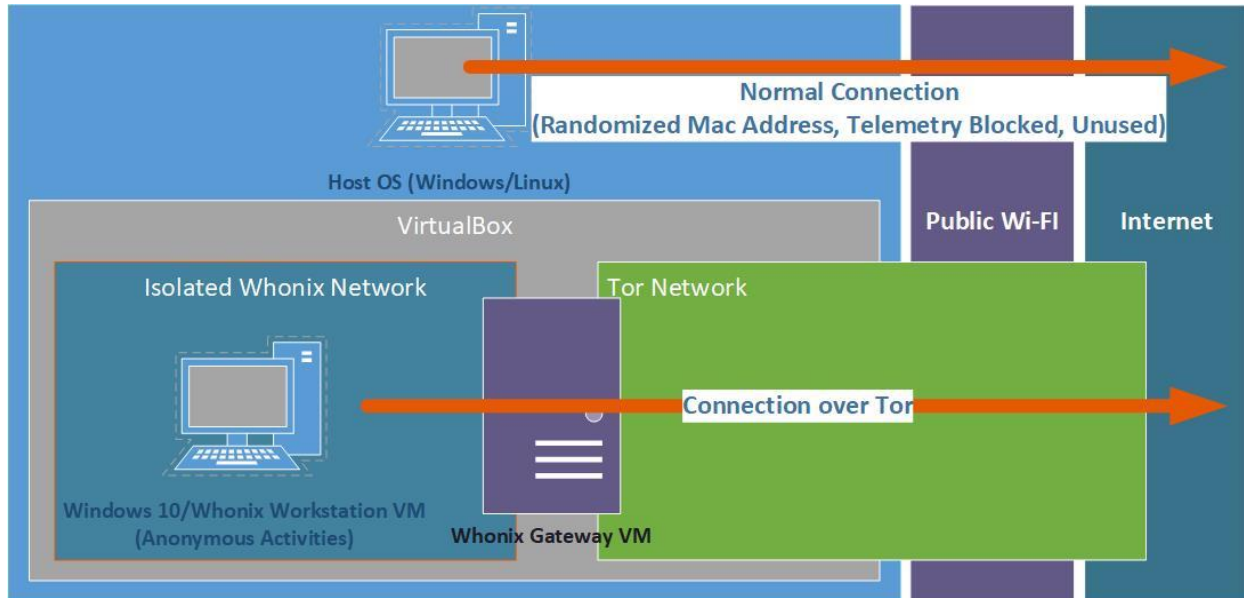 Normal Connection
(Randomized Mac Address, Telemetry Blocked, Unused)
Host OS (Windows/Linux)
VirtualBox
Public Wi-FI
Internet
Isolated Whonix Network
Tor Network
Connection over Tor
Windows 10/Whonix Workstation VM
(Anonymous Activities)
Whonix Gateway VM